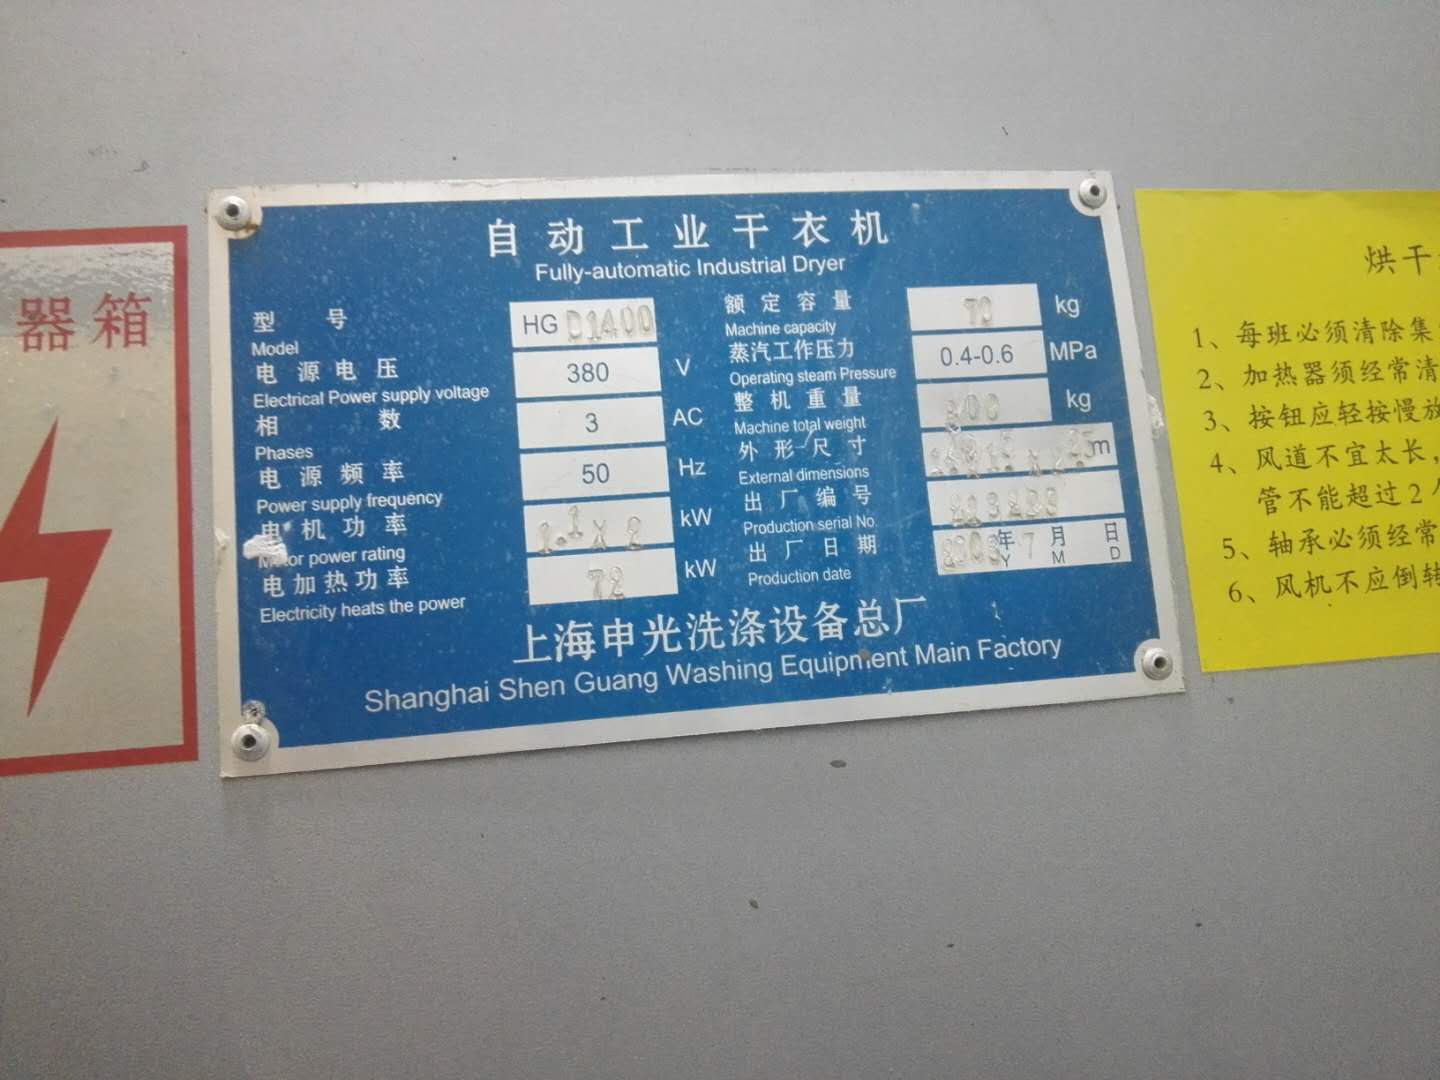 器箱
自动工业干衣机
Fully-automatic Industrial Dryer
型号 HG D1400
Model
电源电压 380 V
Electrical Power supply voltage
相数 3 AC
Phases
电源频率 50 Hz
Power supply frequency
电机功率 1.1x2 kW
Motor power rating
电加热功率 72 kW
Electricity heats the power
额定容量 70 kg
Machine capacity
蒸汽工作压力 0.4-0.6 MPa
Operating steam Pressure
整机重量 kg
Machine total weight
外形尺寸 m
External dimensions
出厂编号
Production serial No.
出厂日期 年 7 月 日
Production date Y M D
上海申光洗涤设备总厂
Shanghai Shen Guang Washing Equipment Main Factory
烘干
1、每班必须清除集
2、加热器须经常清
3、按钮应轻按慢放
4、风道不宜太长，
管不能超过2个
5、轴承必须经常
6、风机不应倒转